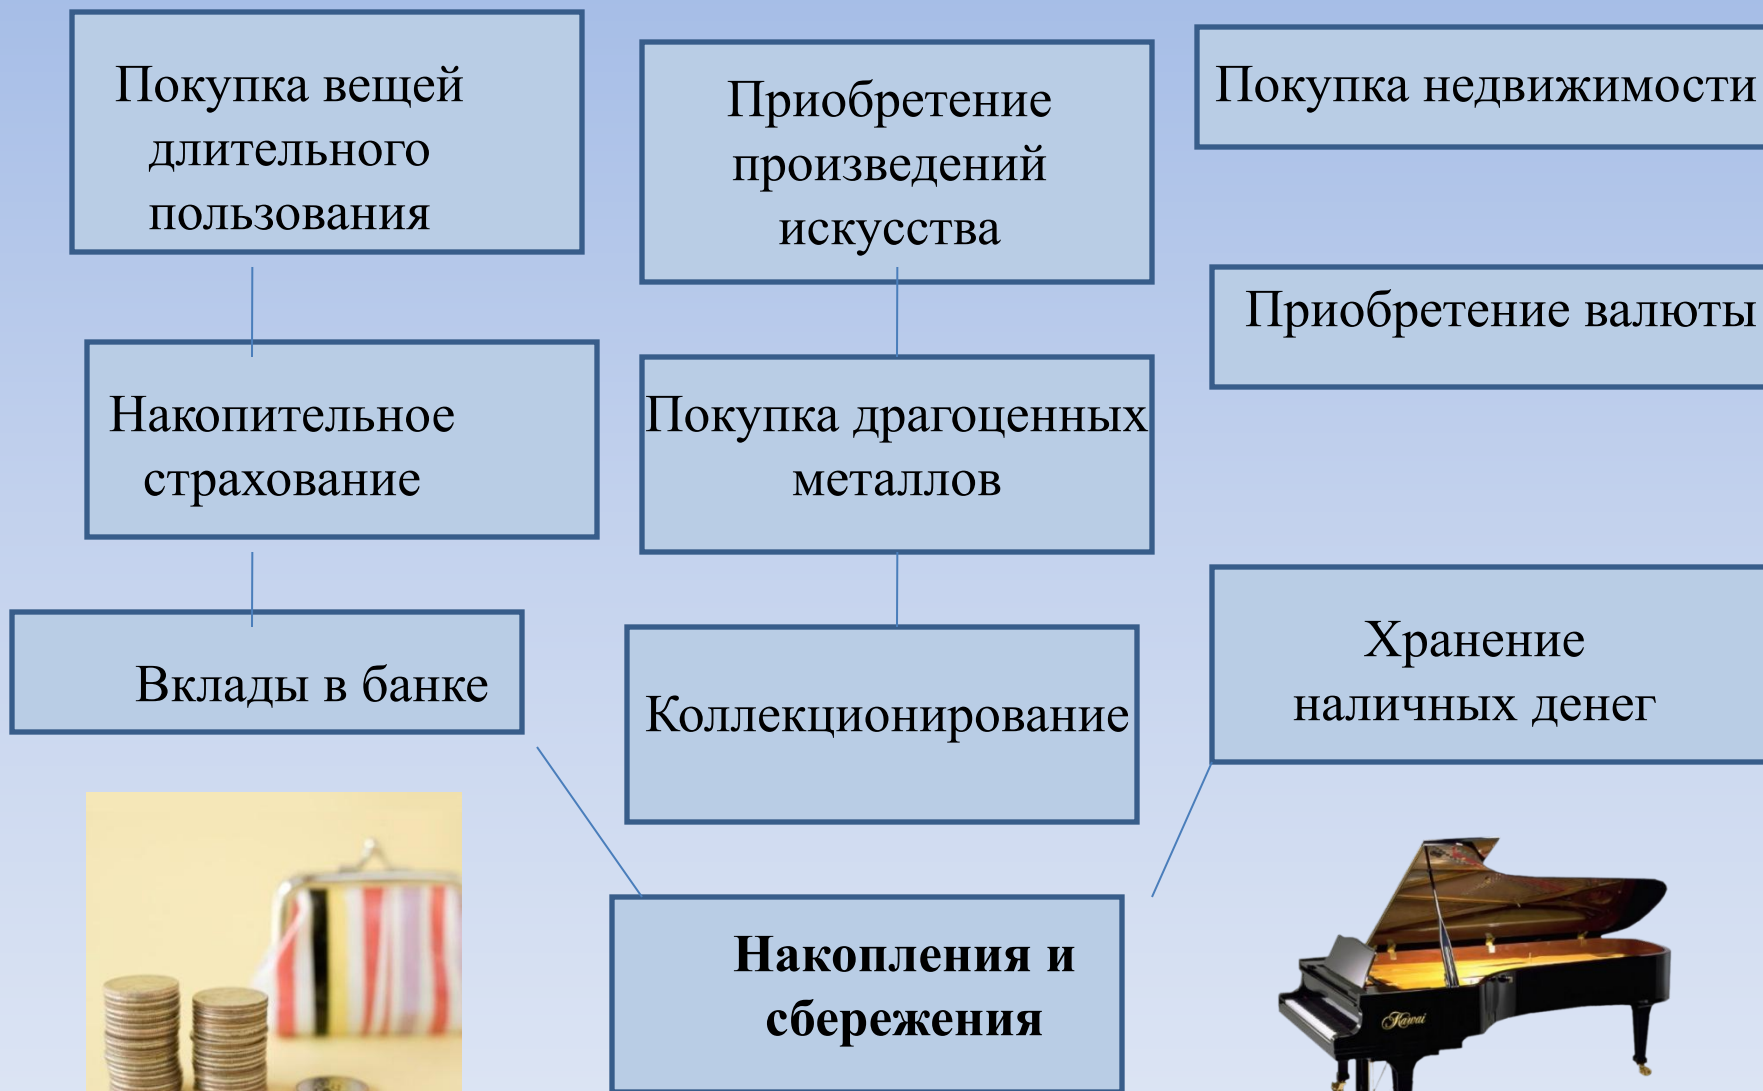 Покупка вещей
длительного
пользования
Приобретение
произведений
искусства
Покупка недвижимости
Приобретение валюты
Накопительное
страхование
Покупка драгоценных
металлов
Вклады в банке
Коллекционирование
Хранение
наличных денег
Накопления и
сбережения
Kawai